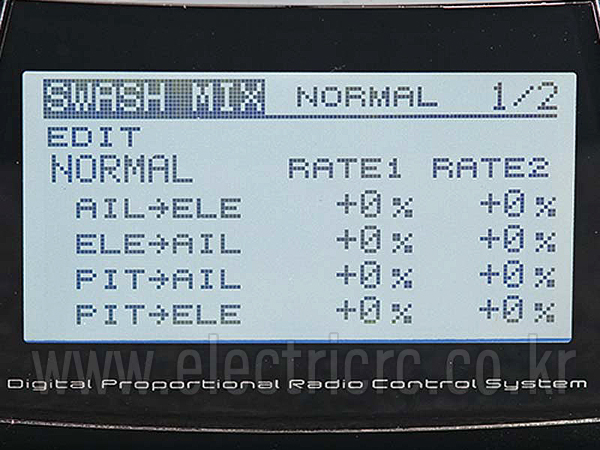 SWASH MIX NORMAL 1/2
EDIT
NORMAL RATE1 RATE2
AIL→ELE +0% +0%
ELE→AIL +0% +0%
PIT→AIL +0% +0%
PIT→ELE +0% +0%
www.electricrc.co.kr
Digital Proportional Radio Control System